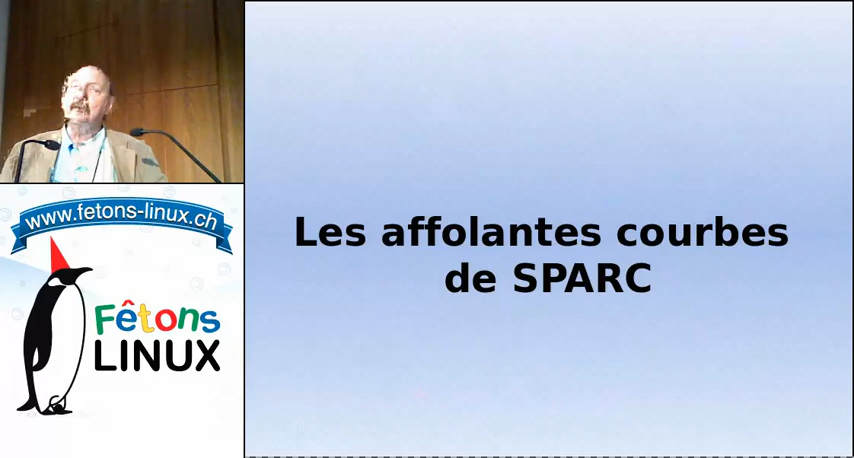 www.fetons-linux.ch
Fêtons
LINUX
Les affolantes courbes
de SPARC